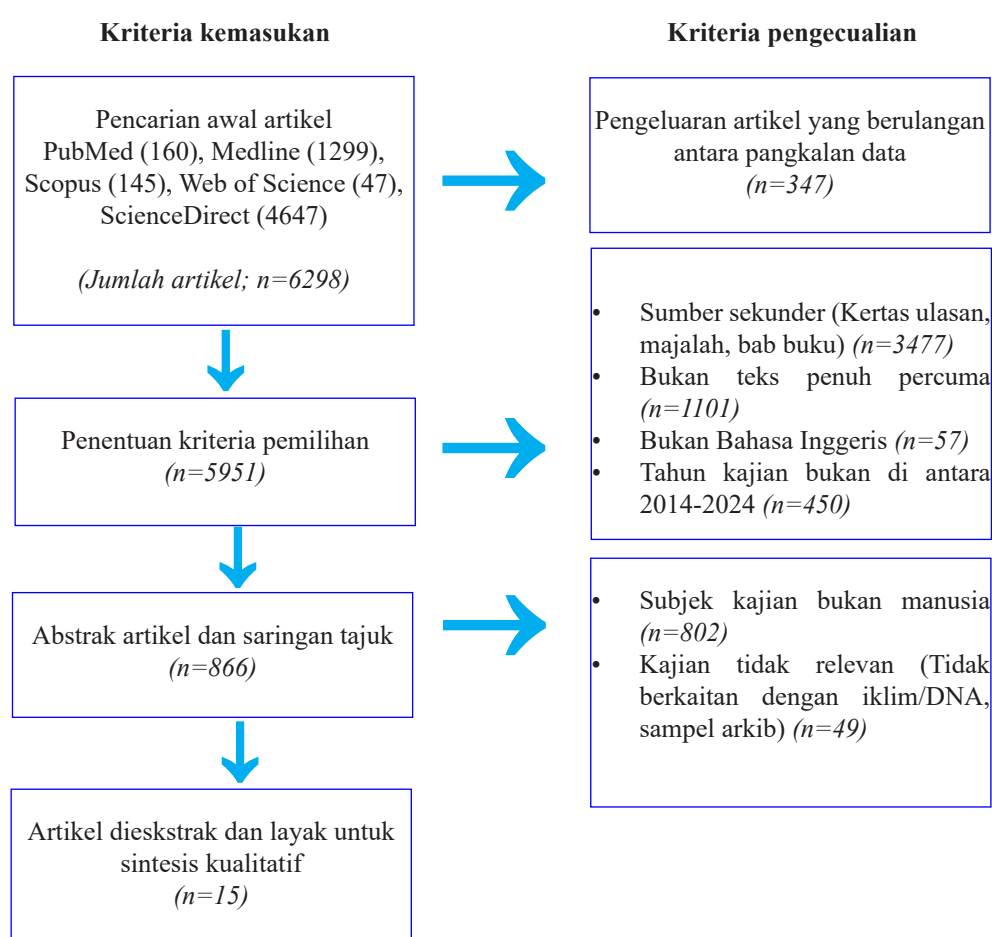 Kriteria kemasukan
Kriteria pengecualian
Pencarian awal artikel
PubMed (160), Medline (1299),
Scopus (145), Web of Science (47),
ScienceDirect (4647)
(Jumlah artikel; n=6298)
Pengeluaran artikel yang berulangan
antara pangkalan data
(n=347)
Penentuan kriteria pemilihan
(n=5951)
• Sumber sekunder (Kertas ulasan,
majalah, bab buku) (n=3477)
• Bukan teks penuh percuma
(n=1101)
• Bukan Bahasa Inggeris (n=57)
• Tahun kajian bukan di antara
2014-2024 (n=450)
Abstrak artikel dan saringan tajuk
(n=866)
• Subjek kajian bukan manusia
(n=802)
• Kajian tidak relevan (Tidak
berkaitan dengan iklim/DNA,
sampel arkib) (n=49)
Artikel dieskstrak dan layak untuk
sintesis kualitatif
(n=15)